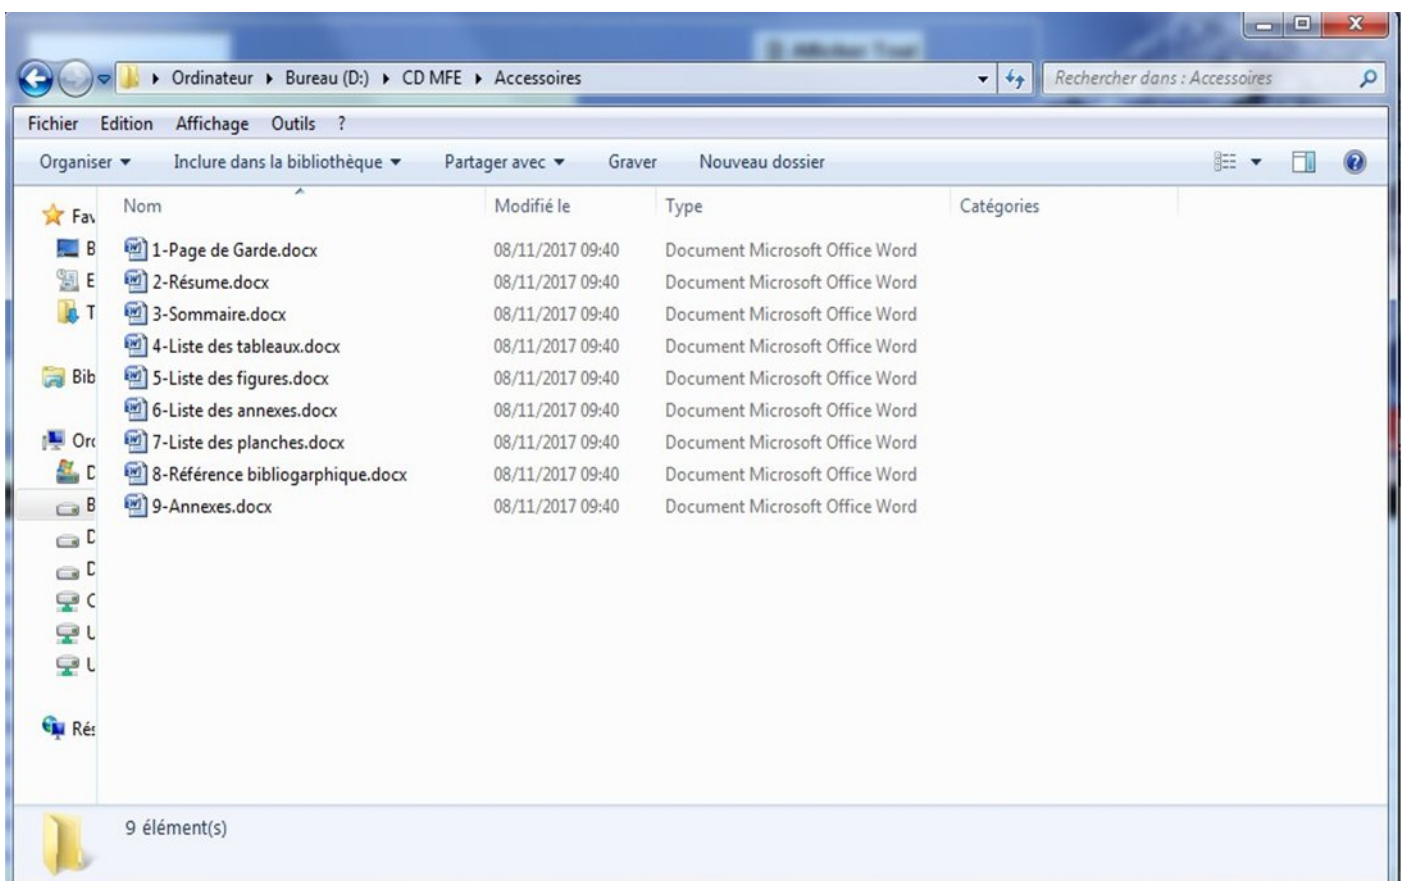 Ordinateur Bureau (D:) CD MFE Accessoires Rechercher dans : Accessoires
Fichier Edition Affichage Outils ?
Organiser Inclure dans la bibliothèque Partager avec Graver Nouveau dossier
Nom Modifié le Type Catégories
Fav
B 1-Page de Garde.docx 08/11/2017 09:40 Document Microsoft Office Word
E 2-Résume.docx 08/11/2017 09:40 Document Microsoft Office Word
T 3-Sommaire.docx 08/11/2017 09:40 Document Microsoft Office Word
4-Liste des tableaux.docx 08/11/2017 09:40 Document Microsoft Office Word
Bib 5-Liste des figures.docx 08/11/2017 09:40 Document Microsoft Office Word
6-Liste des annexes.docx 08/11/2017 09:40 Document Microsoft Office Word
Ord 7-Liste des planches.docx 08/11/2017 09:40 Document Microsoft Office Word
D 8-Référence bibliogarphique.docx 08/11/2017 09:40 Document Microsoft Office Word
B 9-Annexes.docx 08/11/2017 09:40 Document Microsoft Office Word
D
D
C
U
U
Rés
9 élément(s)